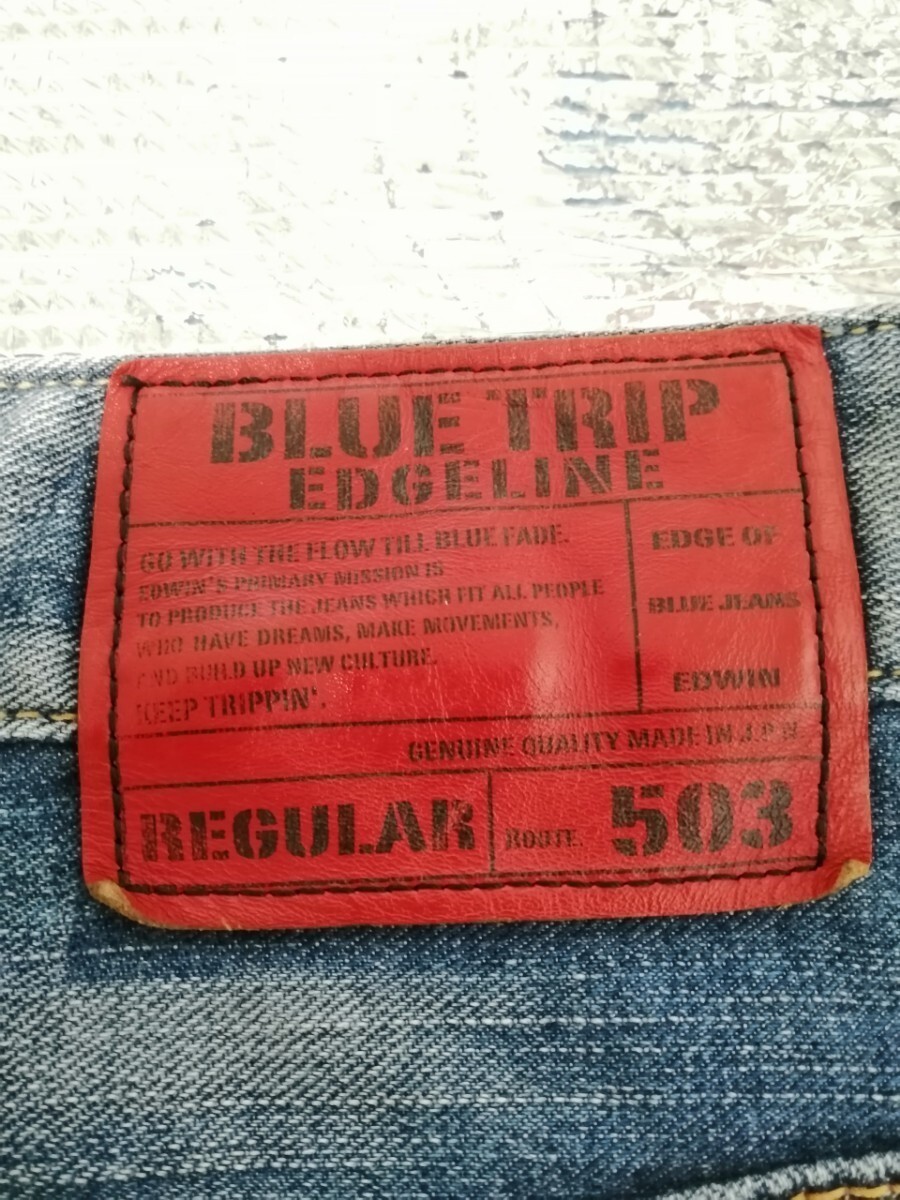 BLUE TRIP
EDGELINE
GO WITH THE FLOW TILL BLUE FADE.
EDWIN'S PRIMARY MISSION IS
TO PRODUCE THE JEANS WHICH FIT ALL PEOPLE
WHO HAVE DREAMS, MAKE MOVEMENTS,
AND BUILD UP NEW CULTURE.
KEEP TRIPPIN'.
EDGE OF
BLUE JEANS
EDWIN
GENUINE QUALITY MADE IN J.P.N.
REGULAR
ROUTE. 503